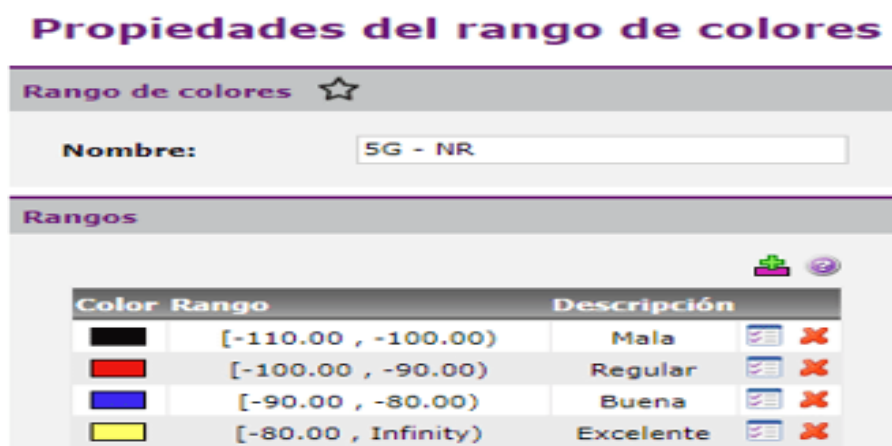 Propiedades del rango de colores
Rango de colores
Nombre: 5G - NR
Rangos
Color Rango Descripción
[-110.00 , -100.00) Mala
[-100.00 , -90.00) Regular
[-90.00 , -80.00) Buena
[-80.00 , Infinity) Excelente